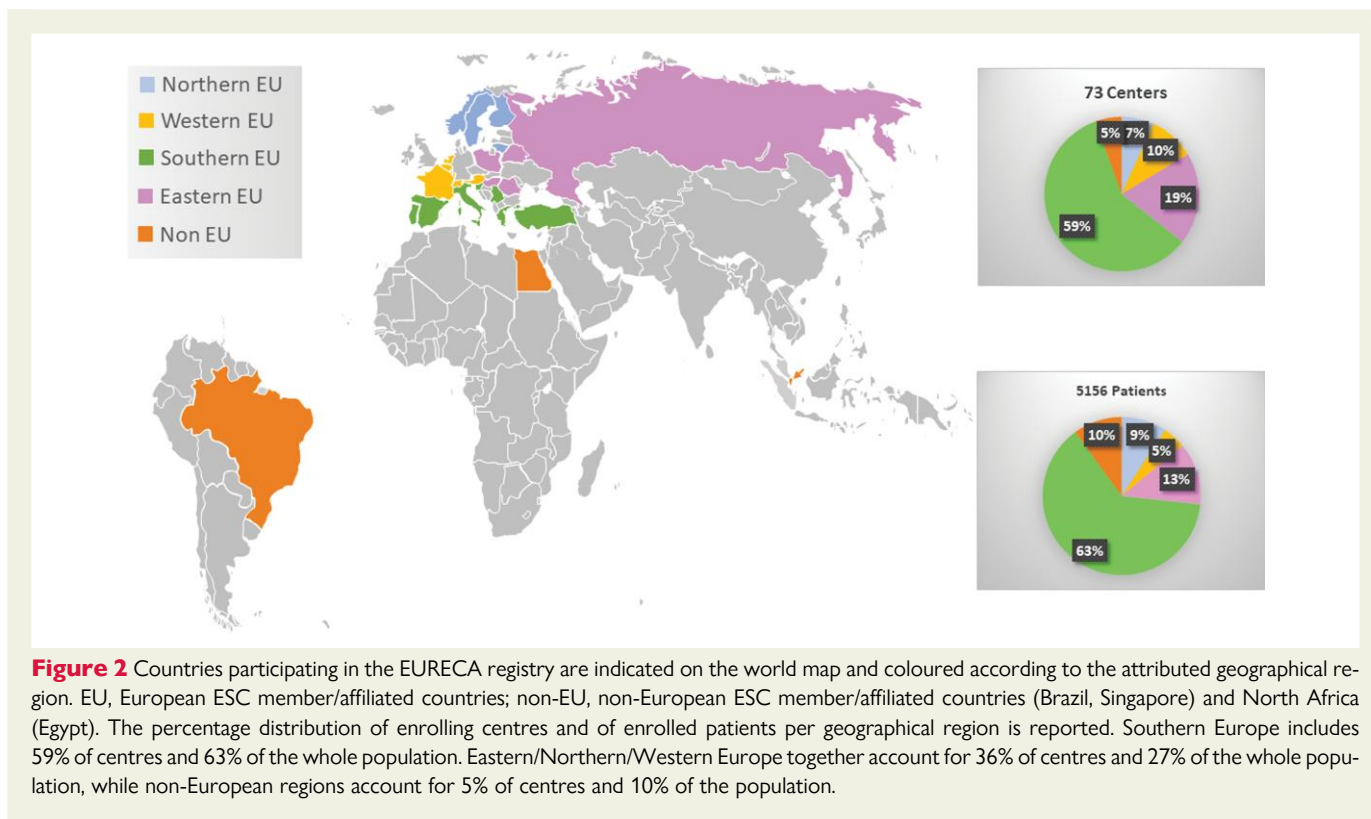 Northern EU
Western EU
Southern EU
Eastern EU
Non EU
73 Centers
5% 7%
10%
19%
59%
5156 Patients
10% 9%
5%
13%
63%
Figure 2 Countries participating in the EURECA registry are indicated on the world map and coloured according to the attributed geographical re-
gion. EU, European ESC member/affiliated countries; non-EU, non-European ESC member/affiliated countries (Brazil, Singapore) and North Africa
(Egypt). The percentage distribution of enrolling centres and of enrolled patients per geographical region is reported. Southern Europe includes
59% of centres and 63% of the whole population. Eastern/Northern/Western Europe together account for 36% of centres and 27% of the whole popu-
lation, while non-European regions account for 5% of centres and 10% of the population.